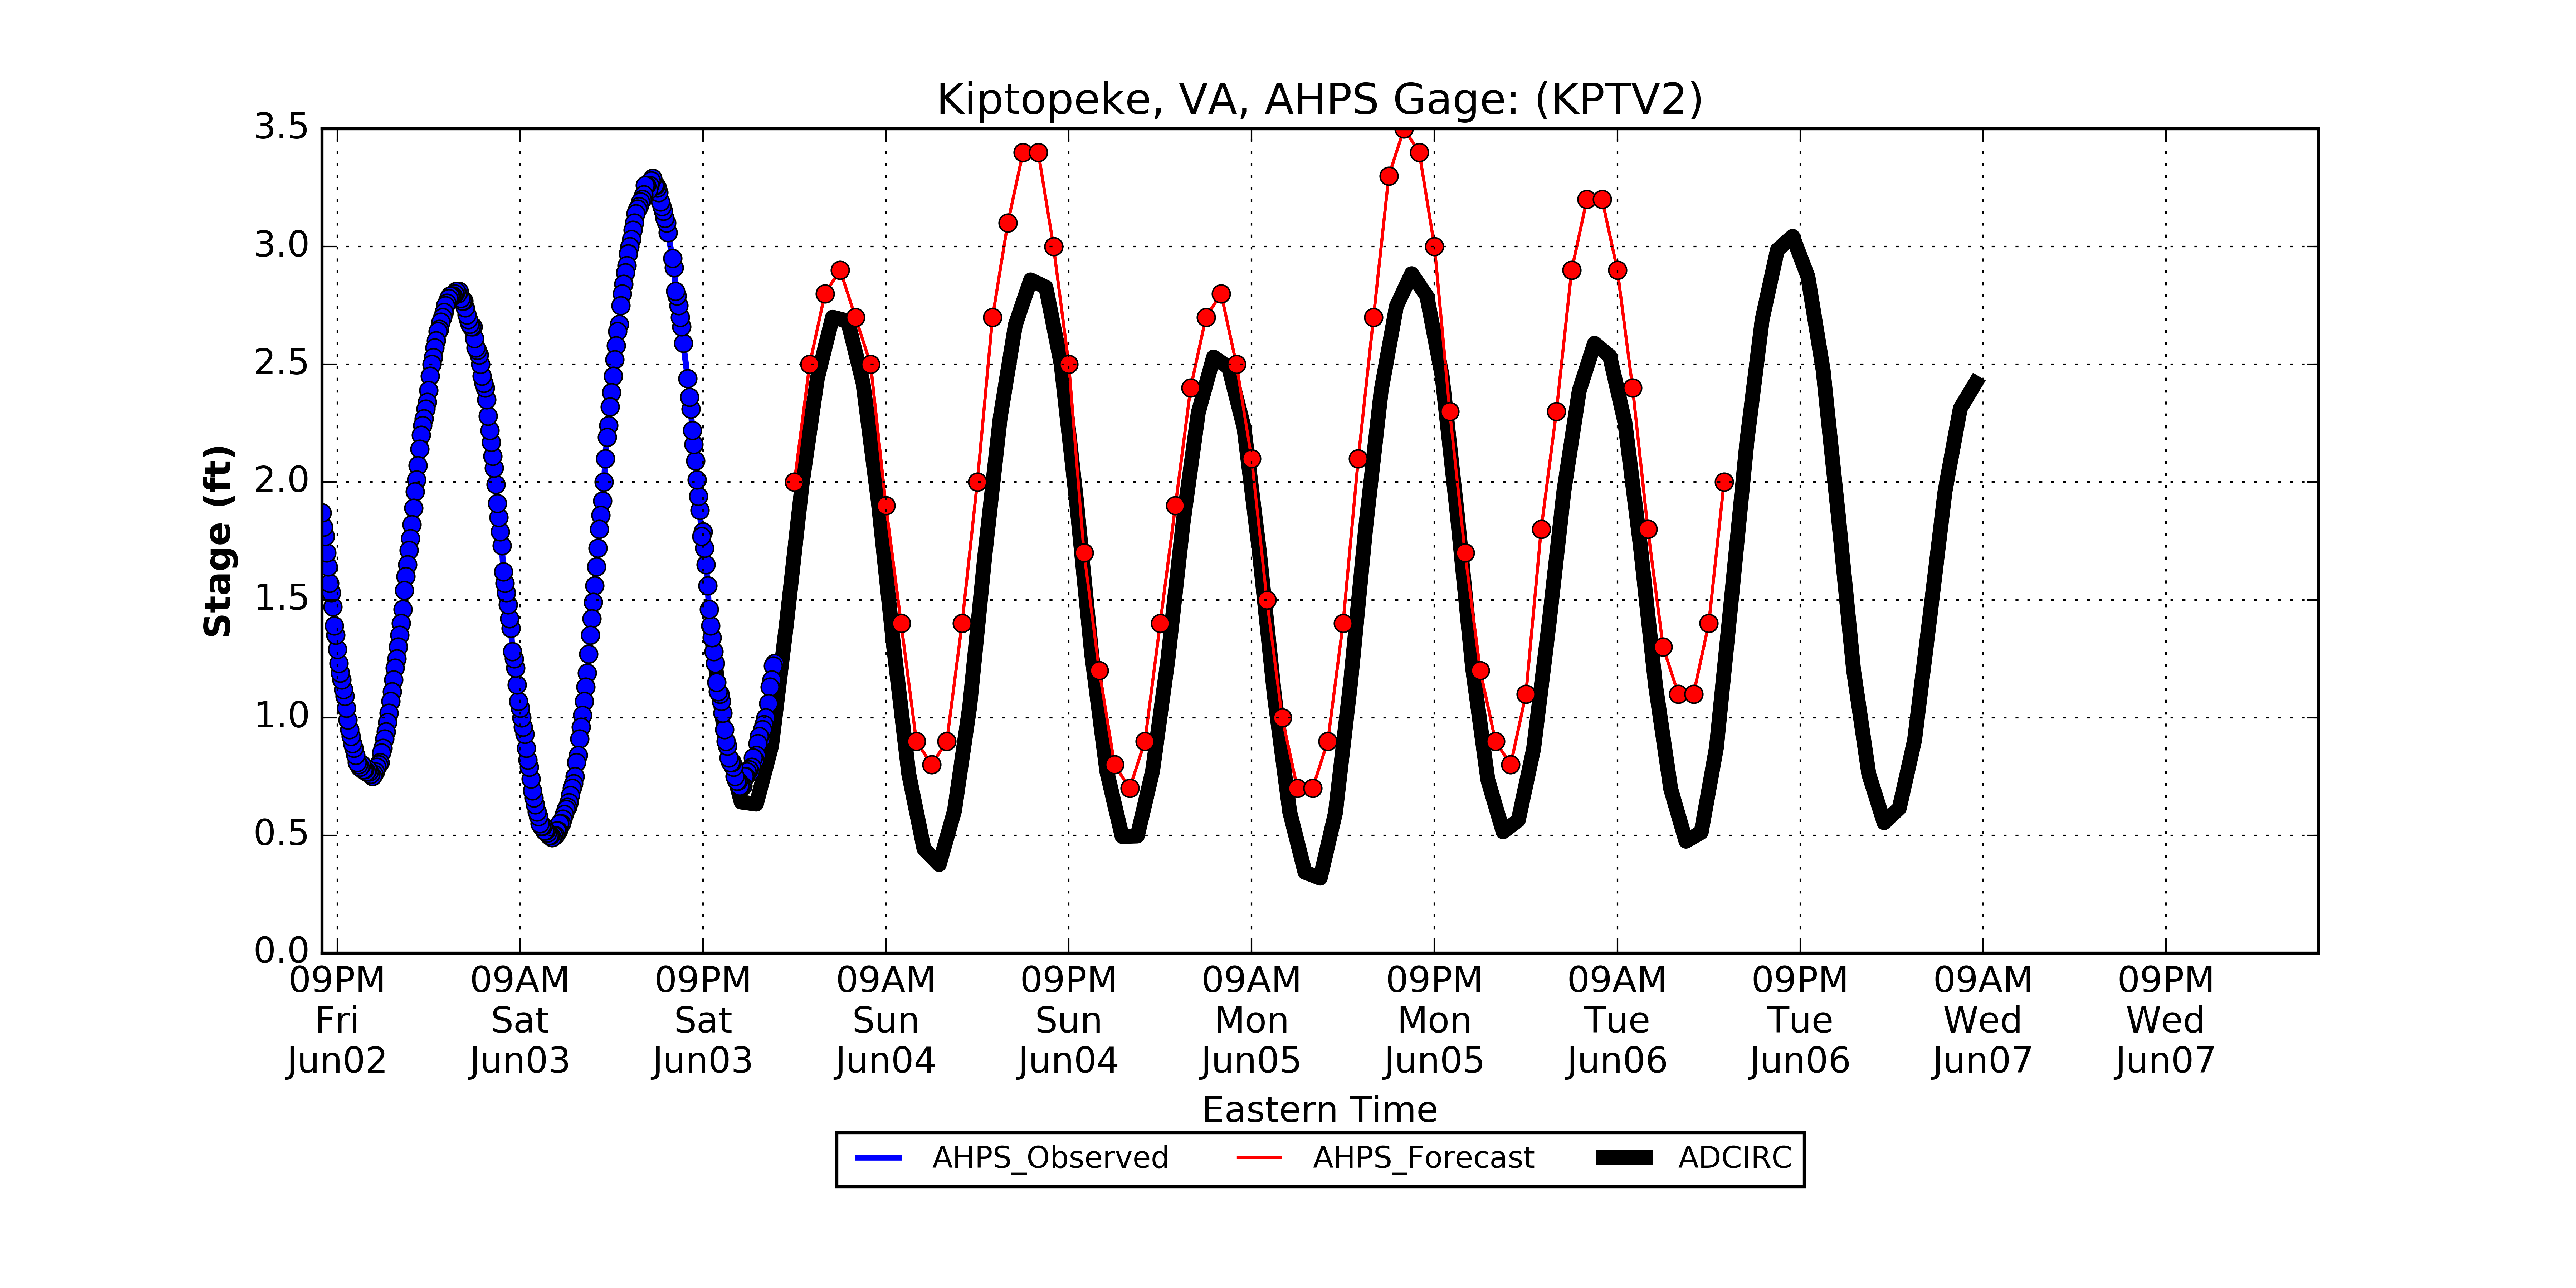 Kiptopeke, VA, AHPS Gage: (KPTV2)
3.5
3.0
2.5
2.0
1.5
1.0
0.5
0.0
Stage (ft)
09PM 09AM 09PM 09AM 09PM 09AM 09PM 09AM 09PM 09AM 09PM
Fri Sat Sat Sun Sun Mon Mon Tue Tue Wed Wed
Jun02 Jun03 Jun03 Jun04 Jun04 Jun05 Jun05 Jun06 Jun06 Jun07 Jun07
Eastern Time
AHPS_Observed AHPS_Forecast ADCIRC